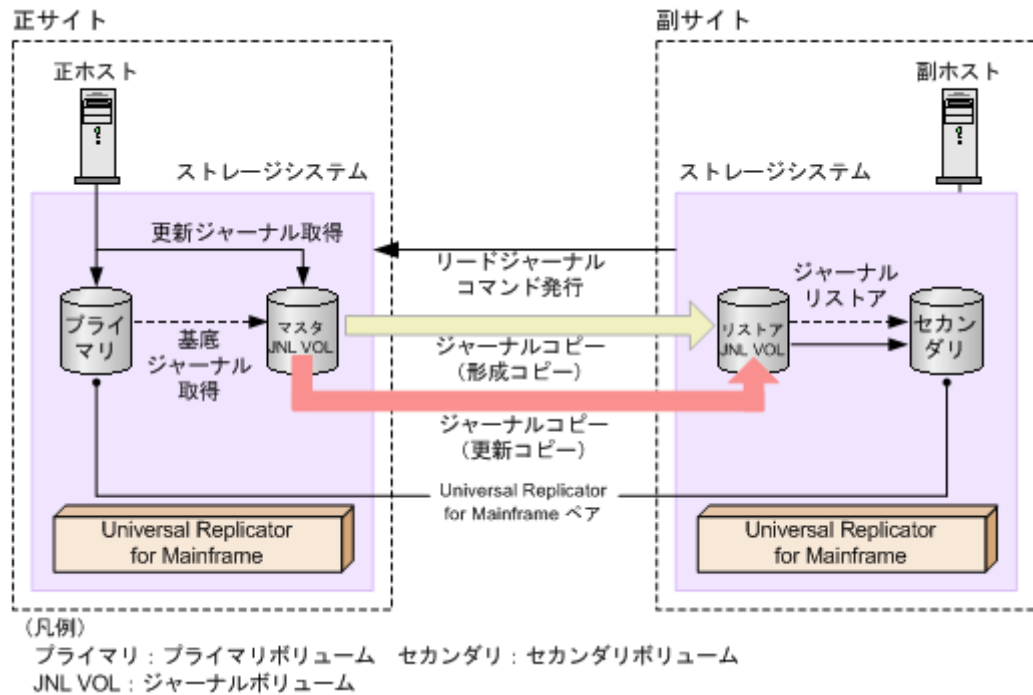 正サイト
副サイト
正ホスト
副ホスト
ストレージシステム
ストレージシステム
更新ジャーナル取得
リードジャーナル
コマンド発行
ジャーナル
リストア
プライ
マリ
基底
ジャーナル
取得
マスタ
JNL VOL
ジャーナルコピー
（形成コピー）
リストア
JNL VOL
セカン
ダリ
ジャーナルコピー
（更新コピー）
Universal Replicator
for Mainframe ペア
Universal Replicator
for Mainframe
Universal Replicator
for Mainframe
（凡例）
プライマリ：プライマリボリューム　セカンダリ：セカンダリボリューム
JNL VOL：ジャーナルボリューム